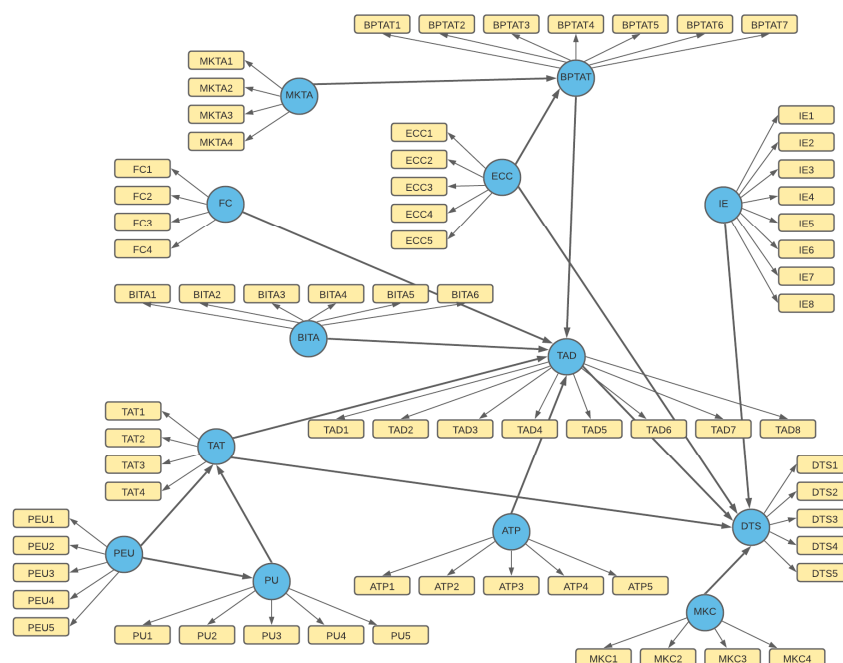 BPTAT1 BPTAT2 BPTAT3 BPTAT4 BPTAT5 BPTAT6 BPTAT7
BPTAT
MKTA1
MKTA2
MKTA3
MKTA4
MKTA
ECC1
ECC2
ECC3
ECC4
ECC5
ECC
IE1
IE2
IE3
IE4
IE5
IE6
IE7
IE8
IE
FC1
FC2
FC3
FC4
FC
BITA1 BITA2 BITA3 BITA4 BITA5 BITA6
BITA
TAD
TAD1 TAD2 TAD3 TAD4 TAD5 TAD6 TAD7 TAD8
TAT1
TAT2
TAT3
TAT4
TAT
DTS1
DTS2
DTS3
DTS4
DTS5
DTS
PEU1
PEU2
PEU3
PEU4
PEU5
PEU
PU
PU1 PU2 PU3 PU4 PU5
ATP
ATP1 ATP2 ATP3 ATP4 ATP5
MKC
MKC1 MKC2 MKC3 MKC4